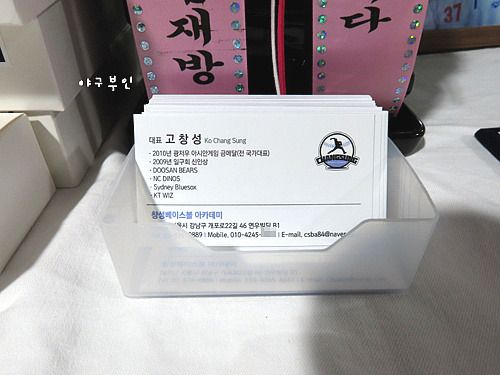 재방
다
37
야구부인
대표 고창성 Ko Chang Sung
· 2010년 광저우 아시안게임 금메달(전 국가대표)
· 2009년 일구회 신인상
· DOOSAN BEARS
· NC DINOS
· Sydney Bluesox
· KT WIZ
CHANGSUNG
창성베이스볼 아카데미
울시 강남구 개포로22길 46 연우빌딩 B1
0889 | Mobile. 010-4245- | E-mail. csba84@naver